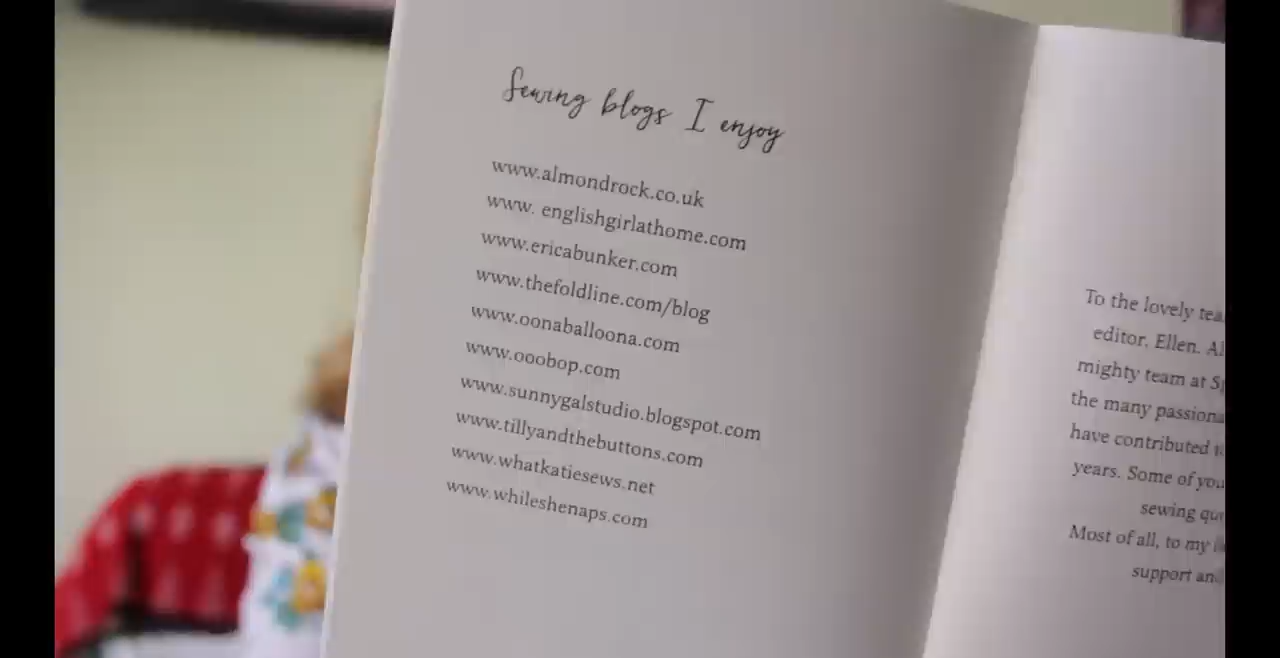 Sewing blogs I enjoy
www.almondrock.co.uk
www. englishgirlathome.com
www.ericabunker.com
www.thefoldline.com/blog
www.oonaballoona.com
www.ooobop.com
www.sunnygalstudio.blogspot.com
www.tillyandthebuttons.com
www.whatkatiesews.net
www.whileshenaps.com
To the lovely
editor, Ellen.
mighty team at
the many
have contributed
years. Some of you
sewing
Most of all, to my
support